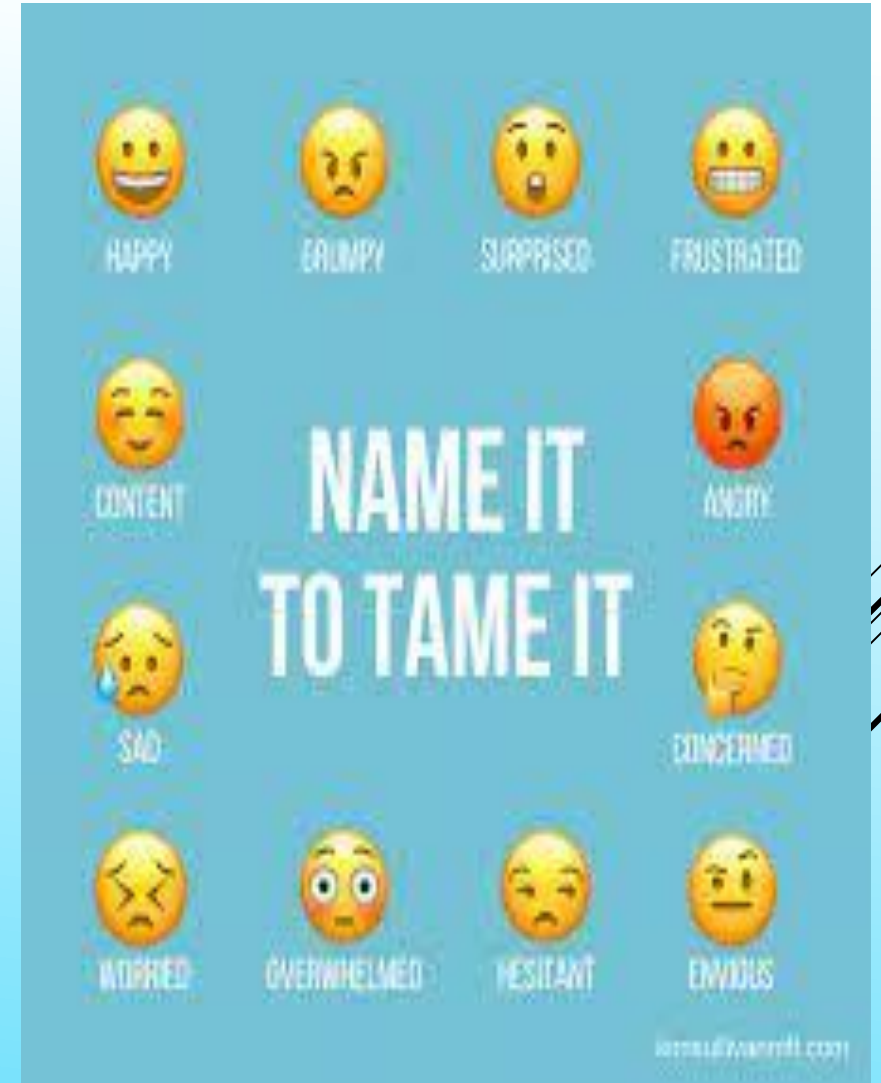 HAPPY GRUMPY SURPRISED FRUSTRATED
CONTENT ANGRY
NAME IT
TO TAME IT
SAD CONCERNED
WORRIED OVERWHELMED HESITANT ENVIOUS